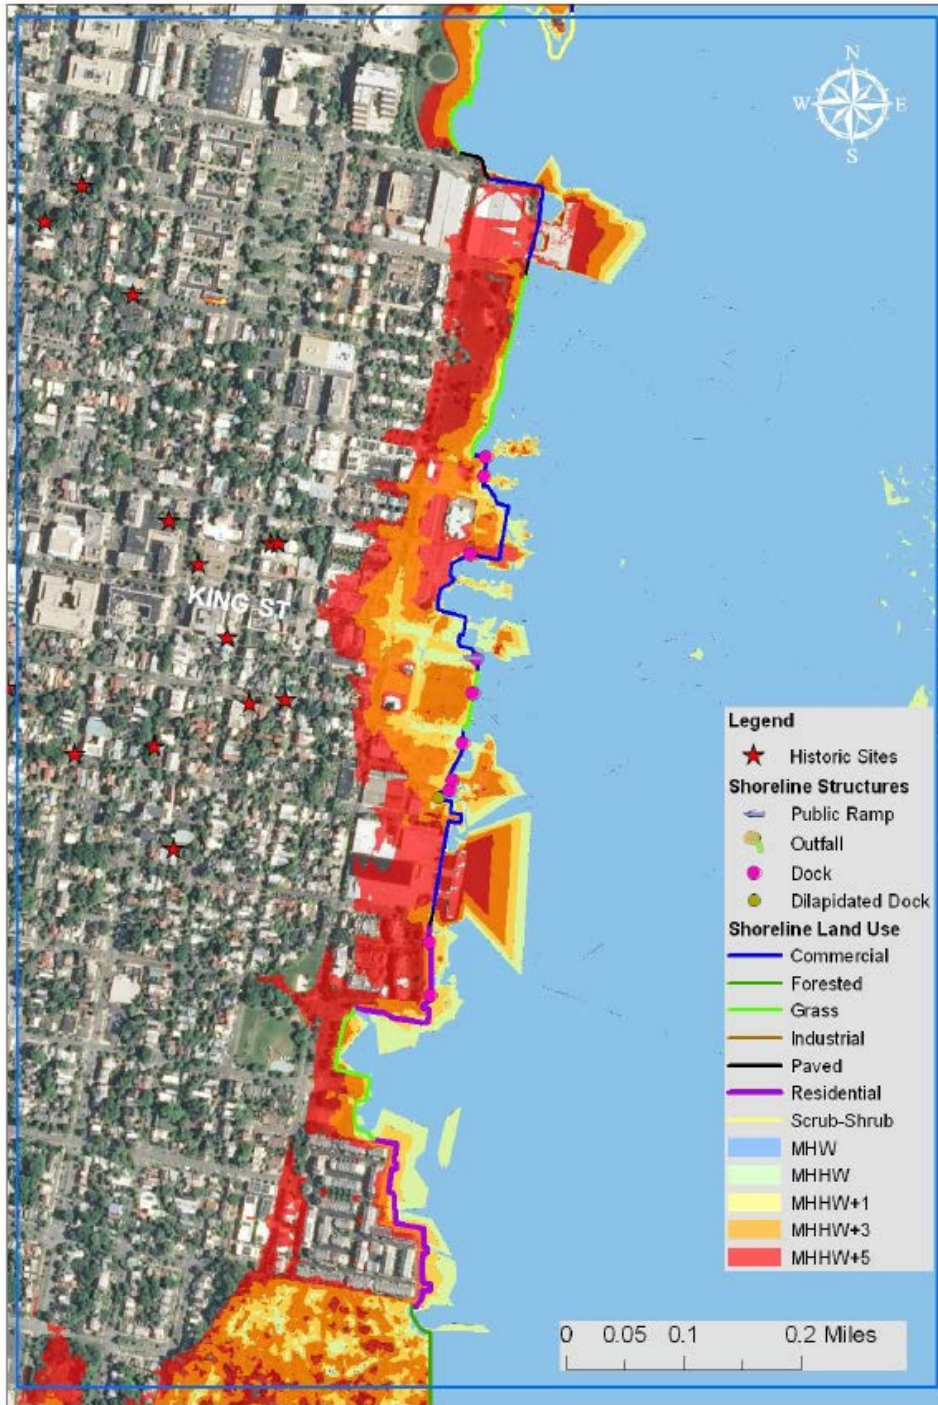 N
W E
S
KING ST
Legend
Historic Sites
Shoreline Structures
Public Ramp
Outfall
Dock
Dilapidated Dock
Shoreline Land Use
Commercial
Forested
Grass
Industrial
Paved
Residential
Scrub-Shrub
MHW
MHHW
MHHW+1
MHHW+3
MHHW+5
0 0.05 0.1 0.2 Miles